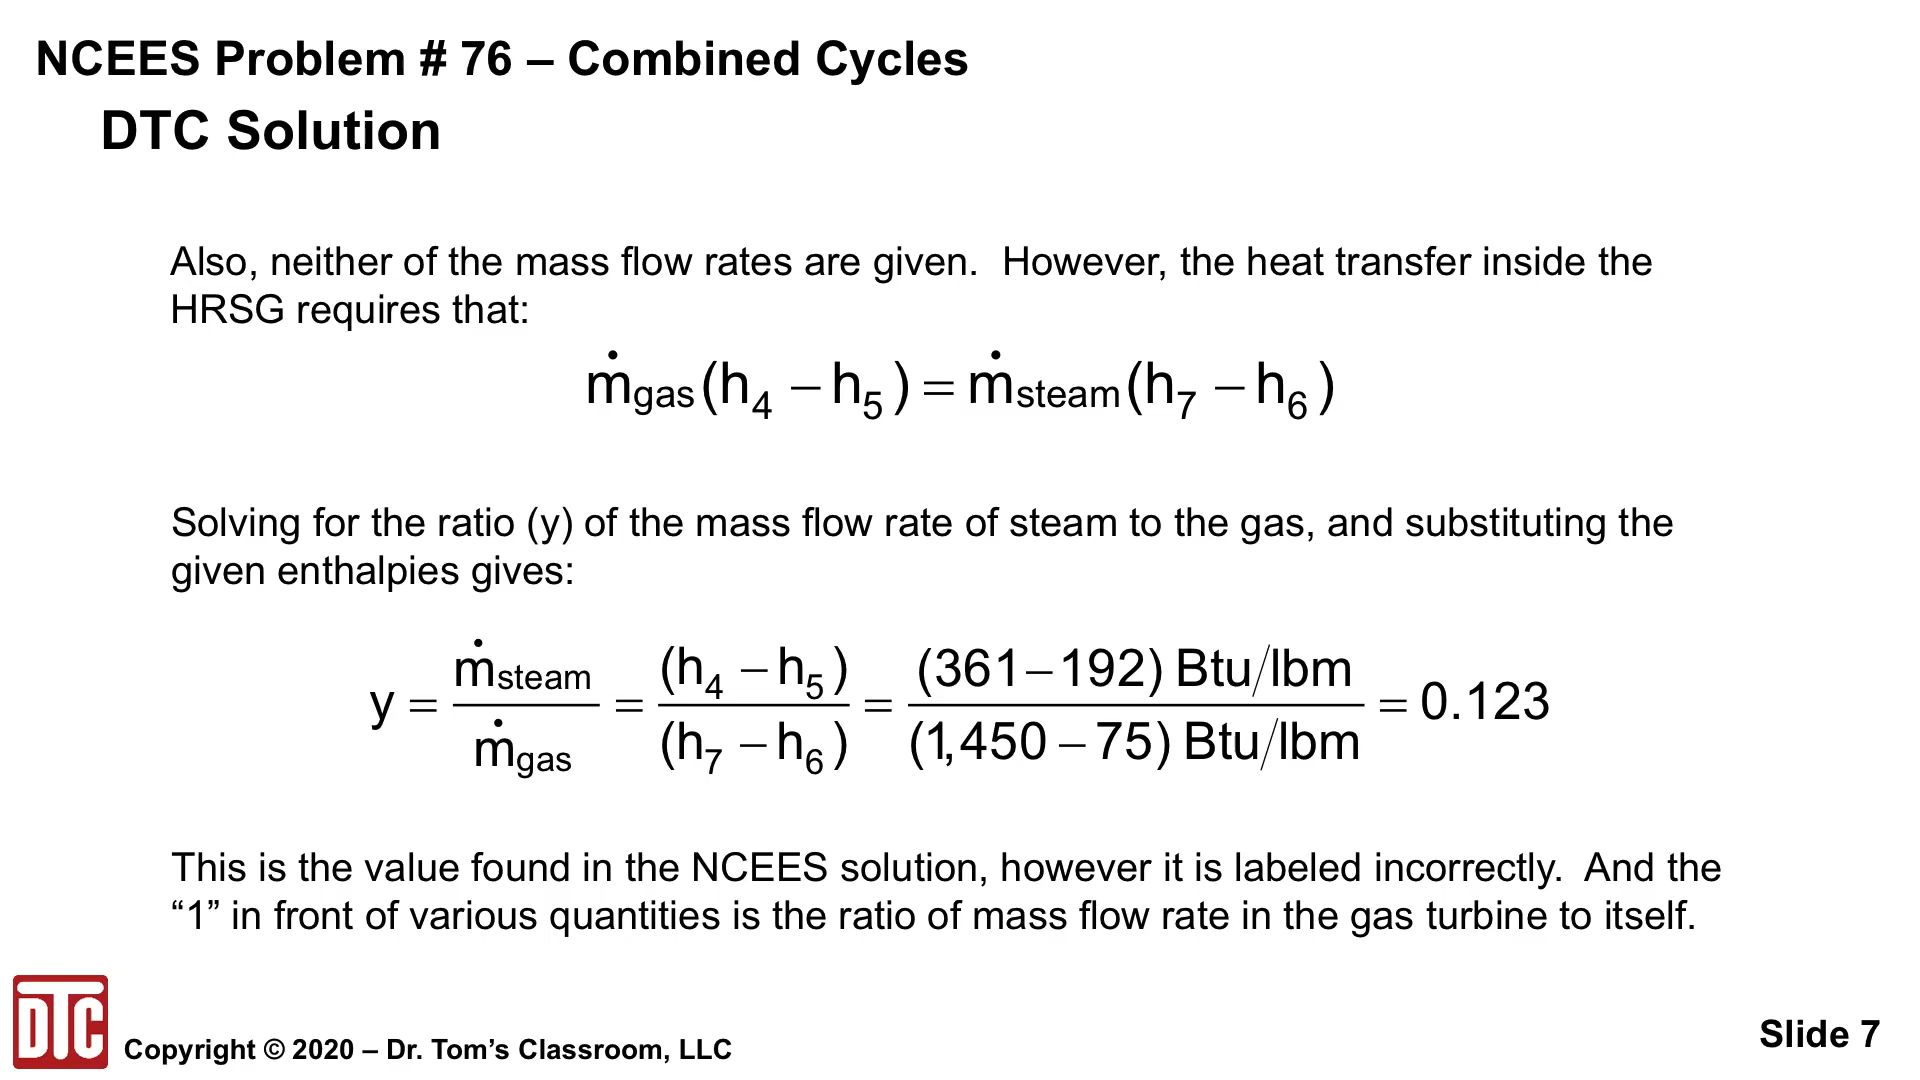 NCEES Problem # 76 – Combined Cycles
DTC Solution
Also, neither of the mass flow rates are given.  However, the heat transfer inside the
HRSG requires that:
ṁgas(h₄ − h₅) = ṁsteam(h₇ − h₆)
Solving for the ratio (y) of the mass flow rate of steam to the gas, and substituting the
given enthalpies gives:
y = ṁsteam/ṁgas = (h₄ − h₅)/(h₇ − h₆) = (361−192) Btu/lbm/(1,450 − 75) Btu/lbm = 0.123
This is the value found in the NCEES solution, however it is labeled incorrectly.  And the
“1” in front of various quantities is the ratio of mass flow rate in the gas turbine to itself.
DTC
Copyright © 2020 – Dr. Tom’s Classroom, LLC
Slide 7